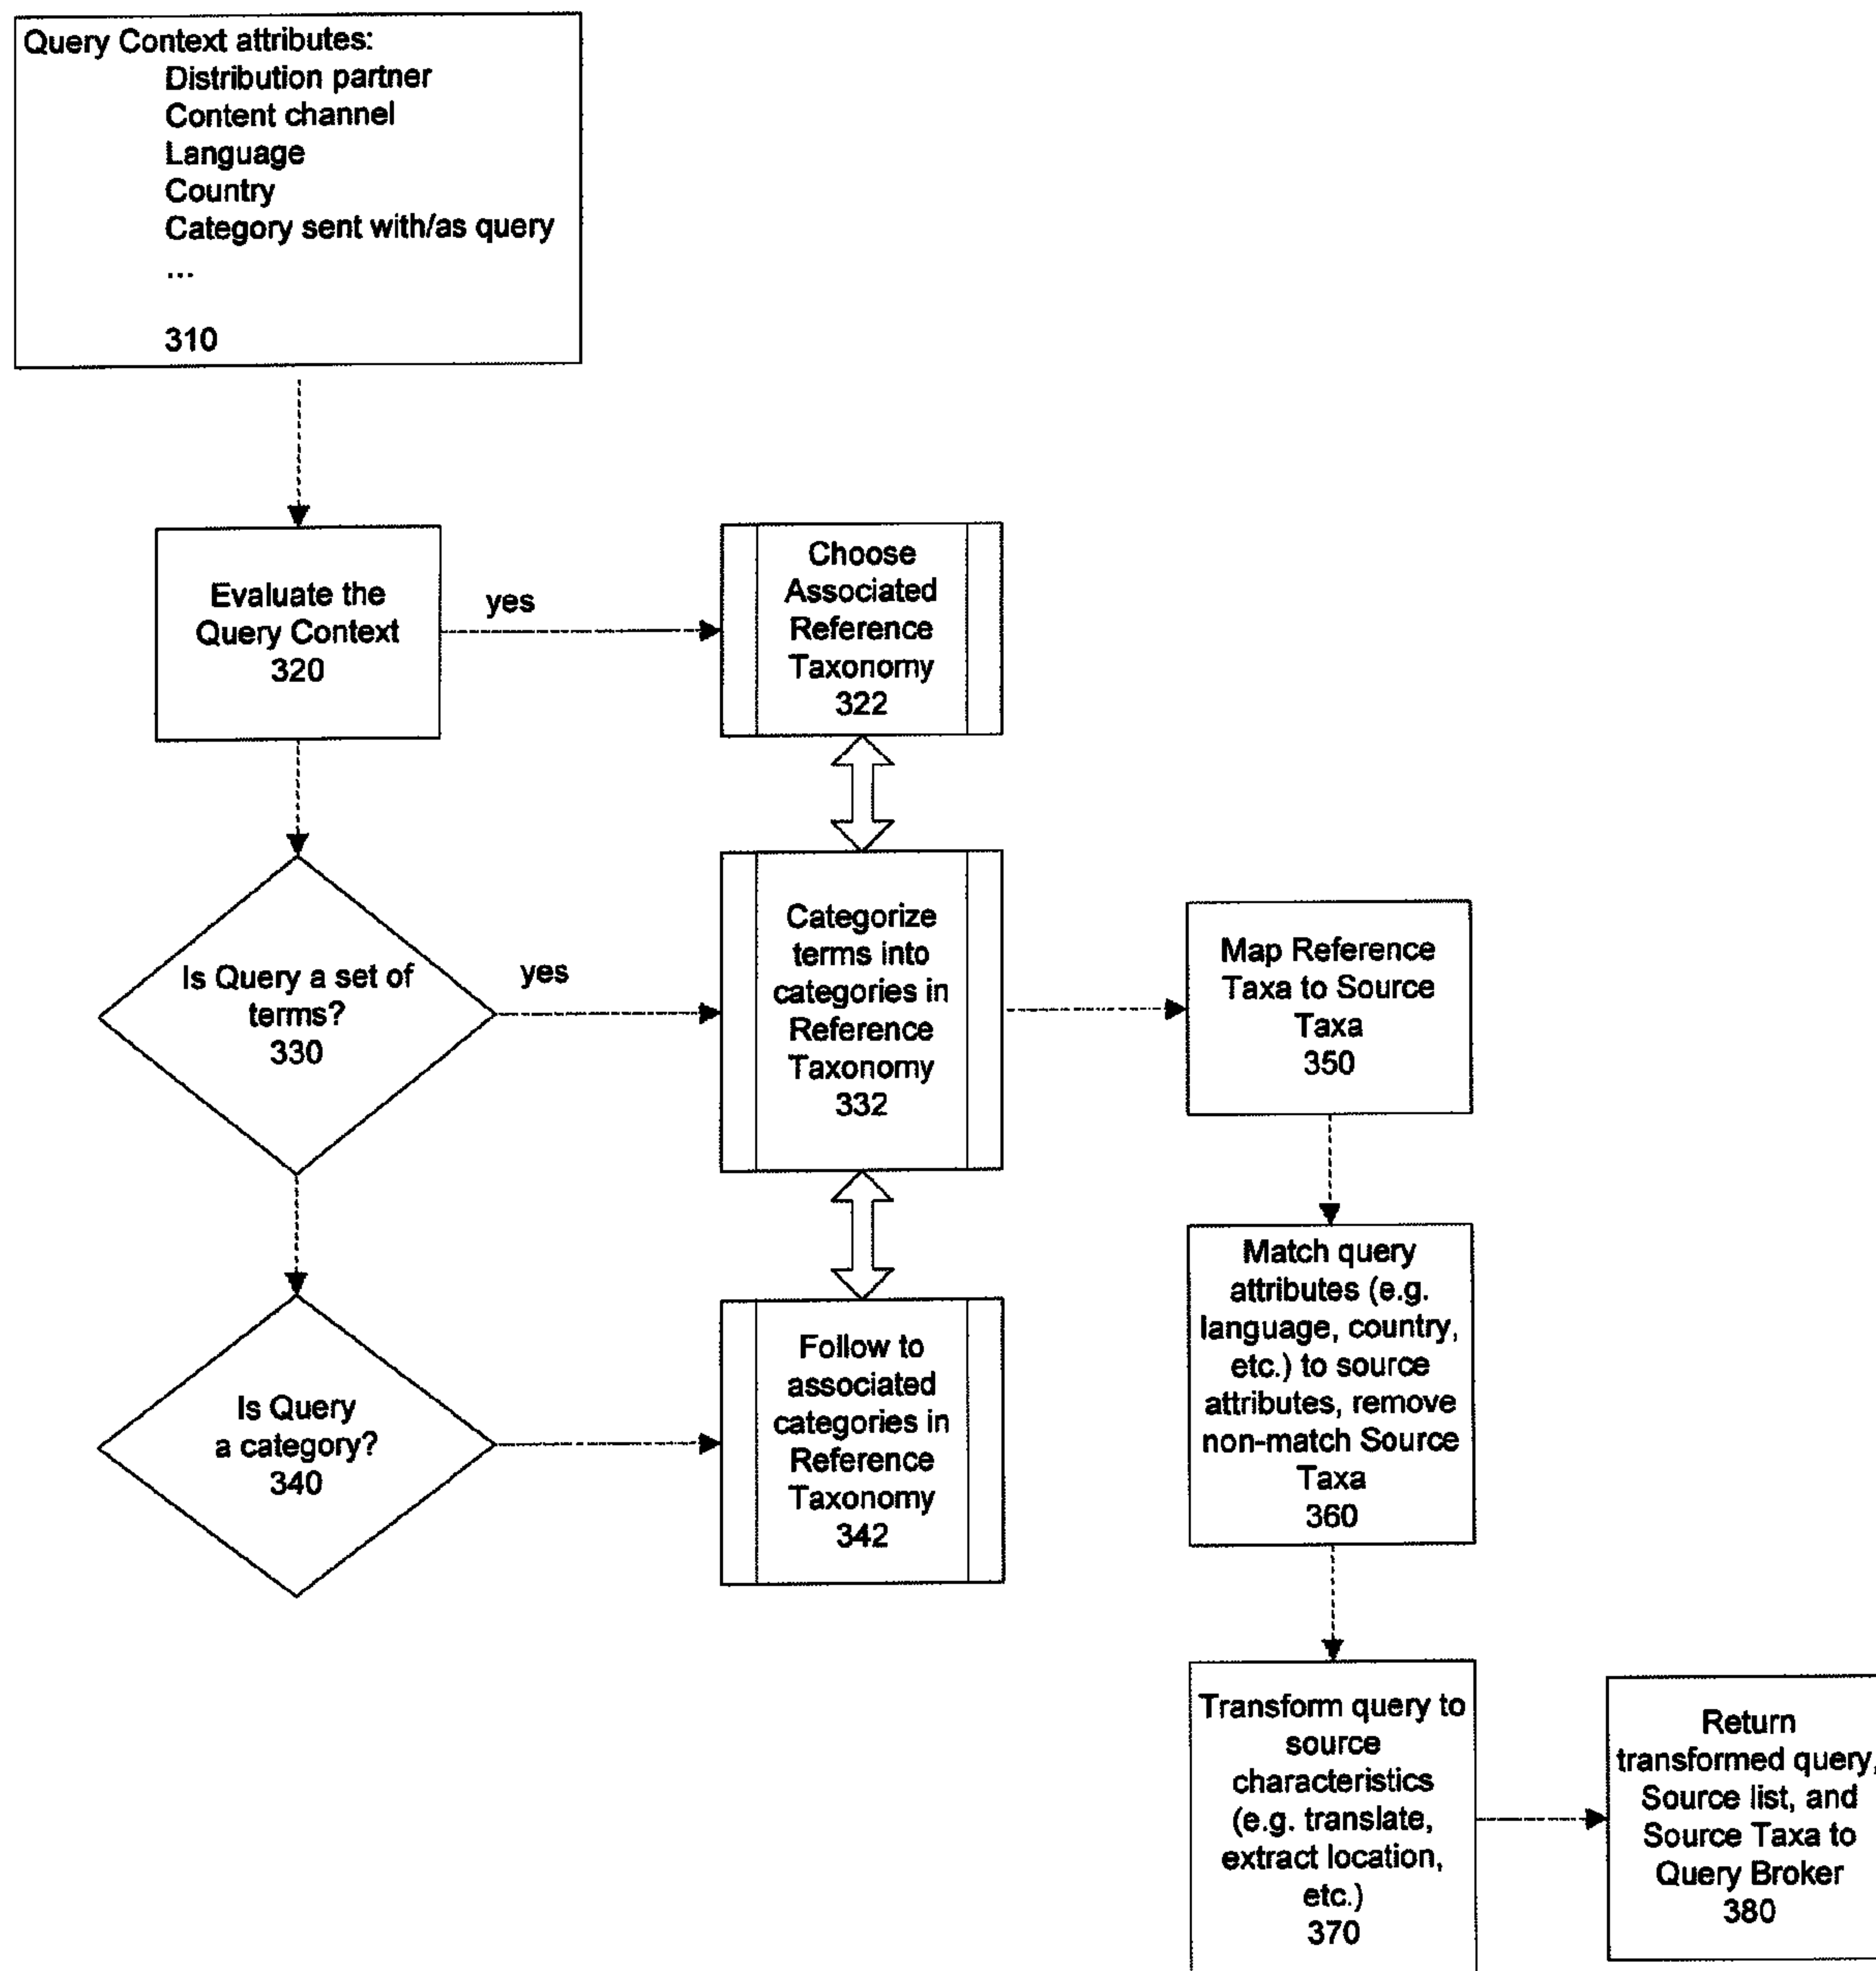 Query Context attributes:
Distribution partner
Content channel
Language
Country
Category sent with/as query
...
310
Evaluate the
Query Context
320
yes
Choose
Associated
Reference
Taxonomy
322
Is Query a set of
terms?
330
yes
Categorize
terms into
categories in
Reference
Taxonomy
332
Map Reference
Taxa to Source
Taxa
350
Is Query
a category?
340
Follow to
associated
categories in
Reference
Taxonomy
342
Match query
attributes (e.g.
language, country,
etc.) to source
attributes, remove
non-match Source
Taxa
360
Transform query to
source
characteristics
(e.g. translate,
extract location,
etc.)
370
Return
transformed query,
Source list, and
Source Taxa to
Query Broker
380